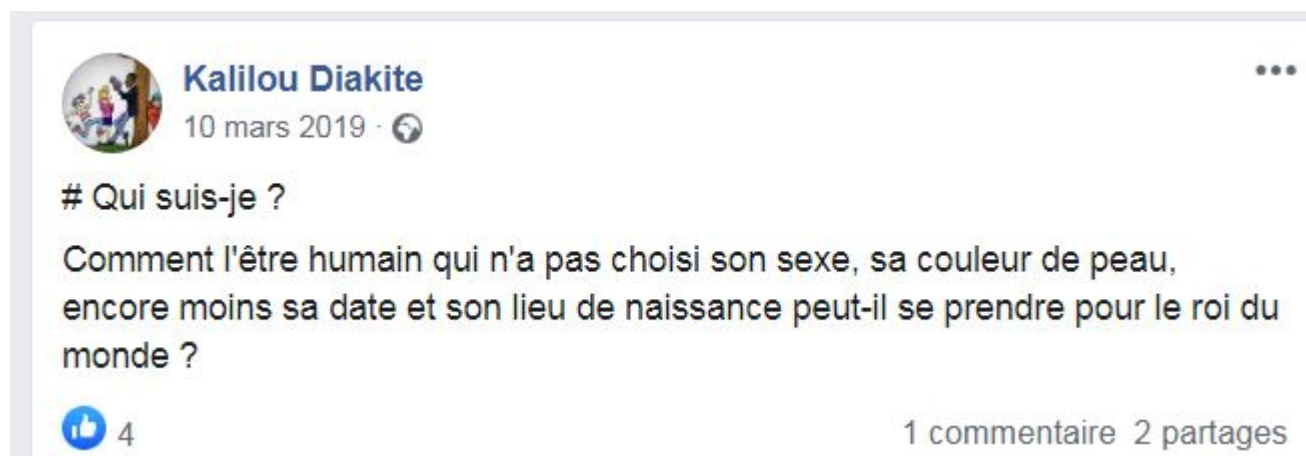 Kalilou Diakite
10 mars 2019 ·
# Qui suis-je ?
Comment l'être humain qui n'a pas choisi son sexe, sa couleur de peau,
encore moins sa date et son lieu de naissance peut-il se prendre pour le roi du
monde ?
4
1 commentaire 2 partages